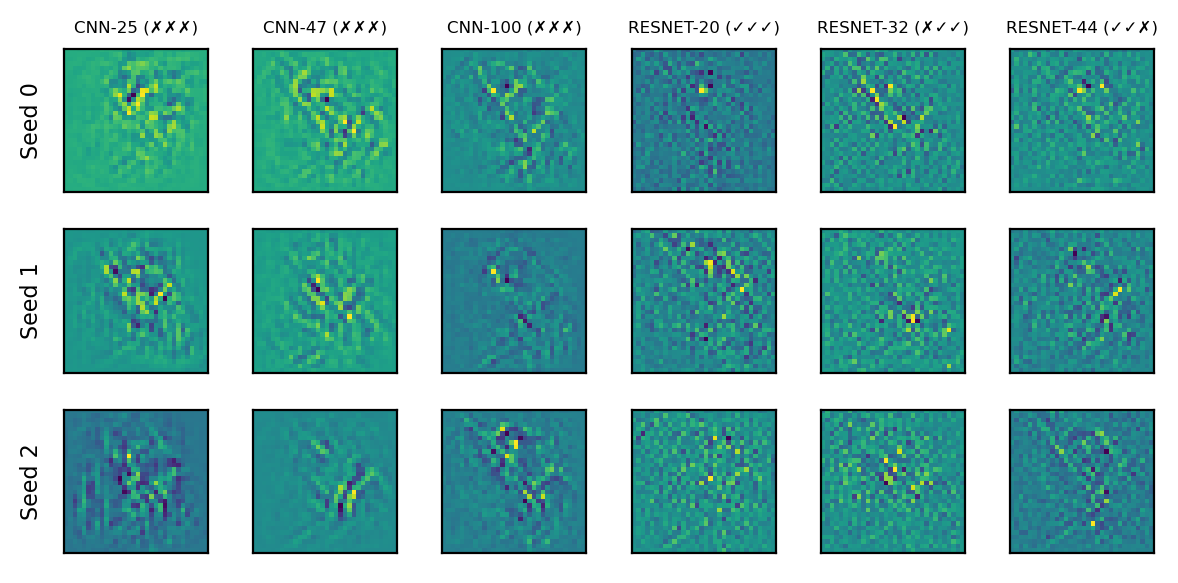 CNN-25 (✗✗✗) CNN-47 (✗✗✗) CNN-100 (✗✗✗) RESNET-20 (✓✓✓) RESNET-32 (✗✓✓) RESNET-44 (✓✓✗)
Seed 0
Seed 1
Seed 2